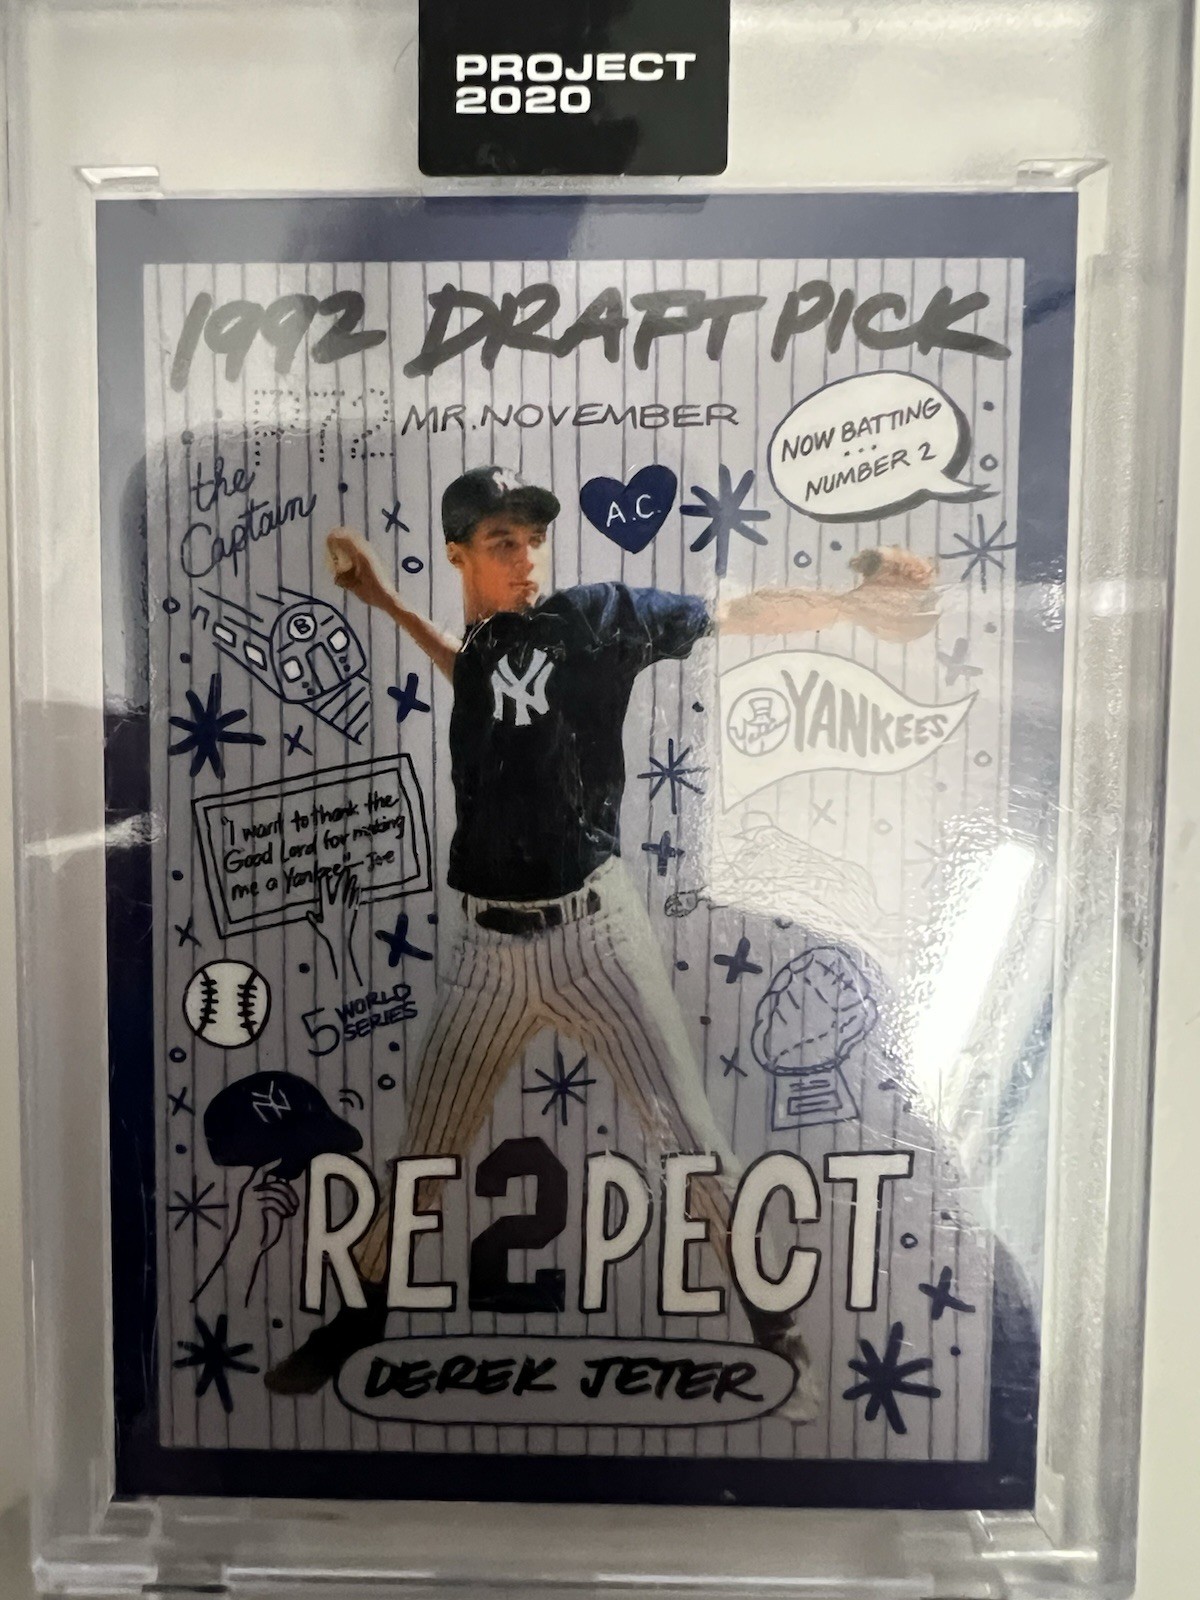 PROJECT
2020
1992 DRAFT PICK
MR. NOVEMBER
NOW BATTING
...
NUMBER 2
the
Captain
A.C.
B
NY
YANKEES
"I want to thank the
Good Lord for making
me a Yankee" - Joe
5 WORLD
SERIES
NY
RE2PECT
DEREK JETER